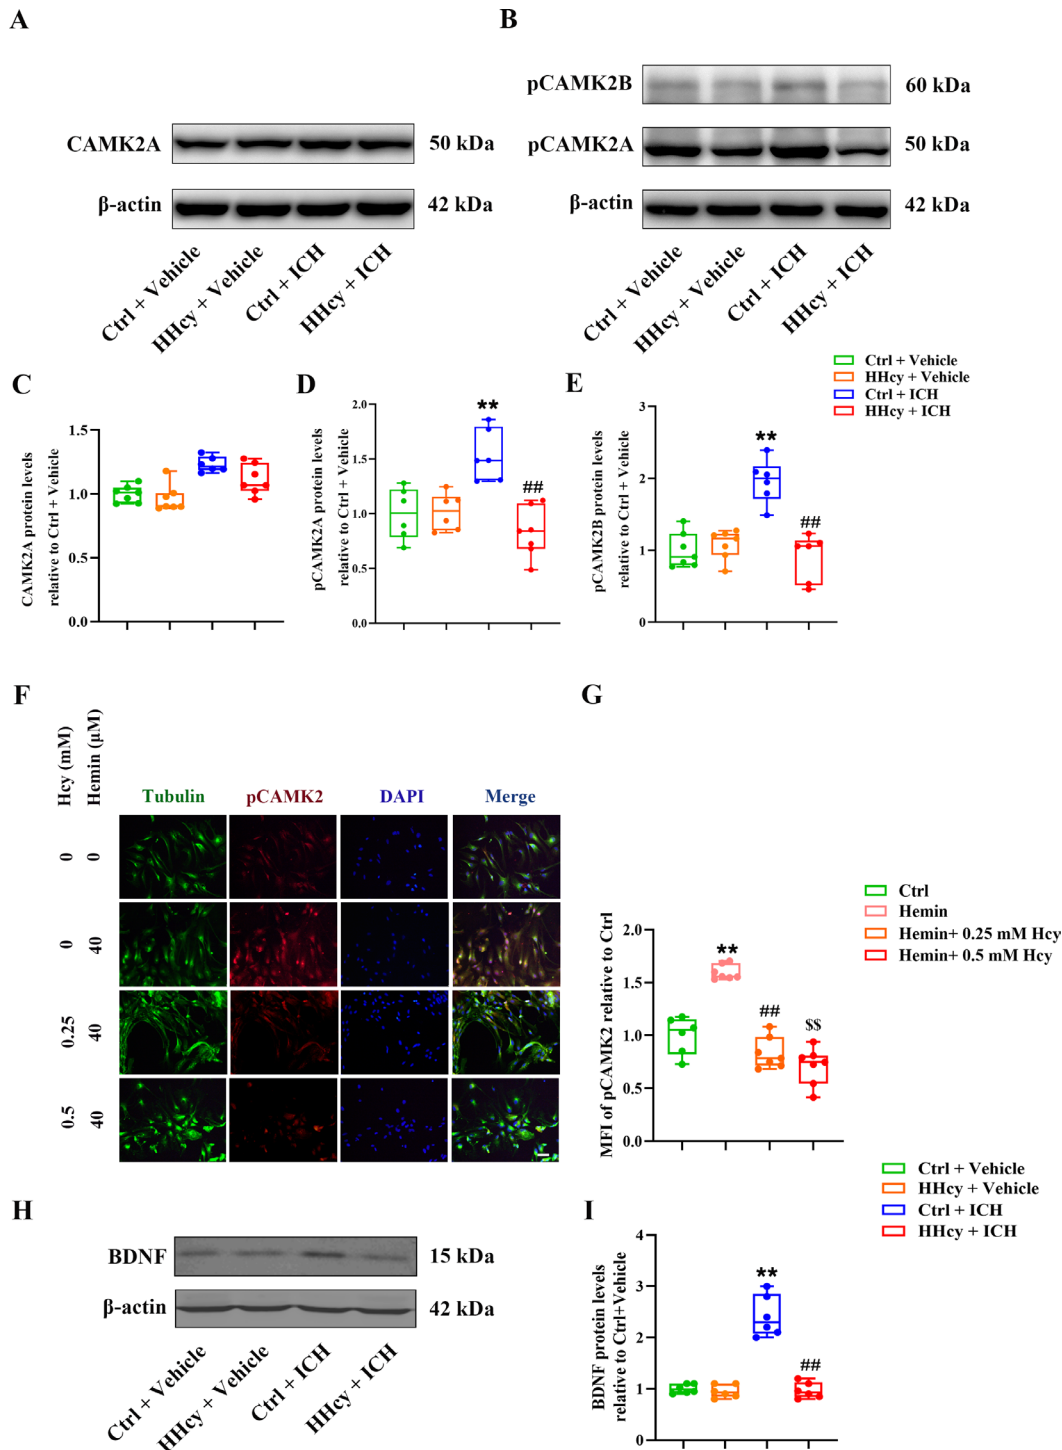 A
B
CAMK2A
50 kDa
β-actin
42 kDa
Ctrl + Vehicle
HHcy + Vehicle
Ctrl + ICH
HHcy + ICH
pCAMK2B
60 kDa
pCAMK2A
50 kDa
β-actin
42 kDa
Ctrl + Vehicle
HHcy + Vehicle
Ctrl + ICH
HHcy + ICH
Ctrl + Vehicle
HHcy + Vehicle
Ctrl + ICH
HHcy + ICH
C
CAMK2A protein levels
relative to Ctrl + Vehicle
1.5
1.0
0.5
0.0
D
pCAMK2A protein levels
relative to Ctrl + Vehicle
2.0
1.5
1.0
0.5
0.0
**
##
E
pCAMK2B protein levels
relative to Ctrl + Vehicle
3
2
1
0
**
##
F
Hcy (mM)
Hemin (μM)
Tubulin
pCAMK2
DAPI
Merge
0 0
0 40
0.25 40
0.5 40
G
Ctrl
Hemin
Hemin+ 0.25 mM Hcy
Hemin+ 0.5 mM Hcy
MFI of pCAMK2 relative to Ctrl
2.0
1.5
1.0
0.5
0.0
**
##
$$
H
BDNF
15 kDa
β-actin
42 kDa
Ctrl + Vehicle
HHcy + Vehicle
Ctrl + ICH
HHcy + ICH
I
Ctrl + Vehicle
HHcy + Vehicle
Ctrl + ICH
HHcy + ICH
BDNF protein levels
relative to Ctrl+Vehicle
4
3
2
1
0
**
##